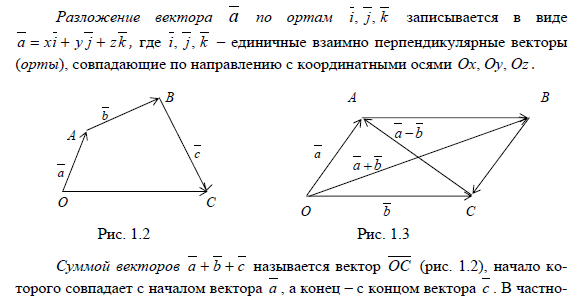 Разложение вектора a̅ по ортам i̅, j̅, k̅ записывается в виде
a̅ = xi̅ + yj̅ + zk̅, где i̅, j̅, k̅ – единичные взаимно перпендикулярные векторы
(орты), совпадающие по направлению с координатными осями Ox, Oy, Oz.
B
b̅
A
c̅
a̅
O
C
A
B
a̅ – b̅
a̅
a̅ + b̅
O
b̅
C
Рис. 1.2
Рис. 1.3
Суммой векторов a̅ + b̅ + c̅ называется вектор O̅C̅ (рис. 1.2), начало ко-
торого совпадает с началом вектора a̅, а конец – с концом вектора c̅. В частно-